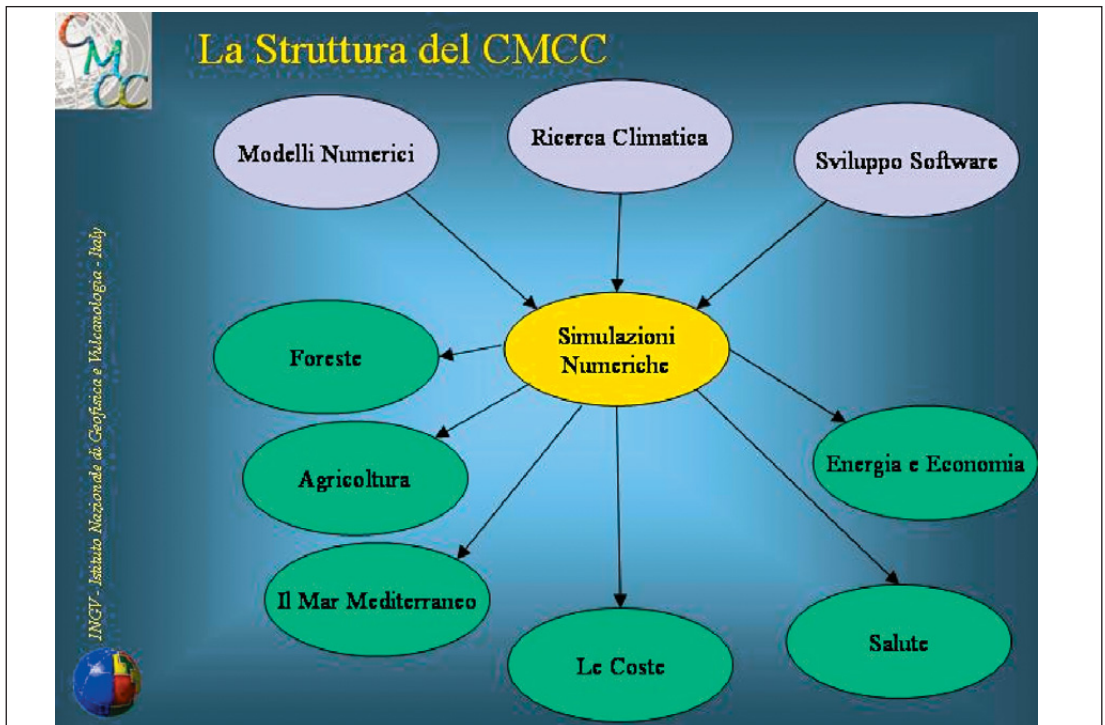 CMCC
La Struttura del CMCC
Modelli Numerici
Ricerca Climatica
Sviluppo Software
Simulazioni
Numeriche
Foreste
Agricoltura
Il Mar Mediterraneo
Le Coste
Salute
Energia e Economia
INGV - Istituto Nazionale di Geofisica e Vulcanologia - Italy